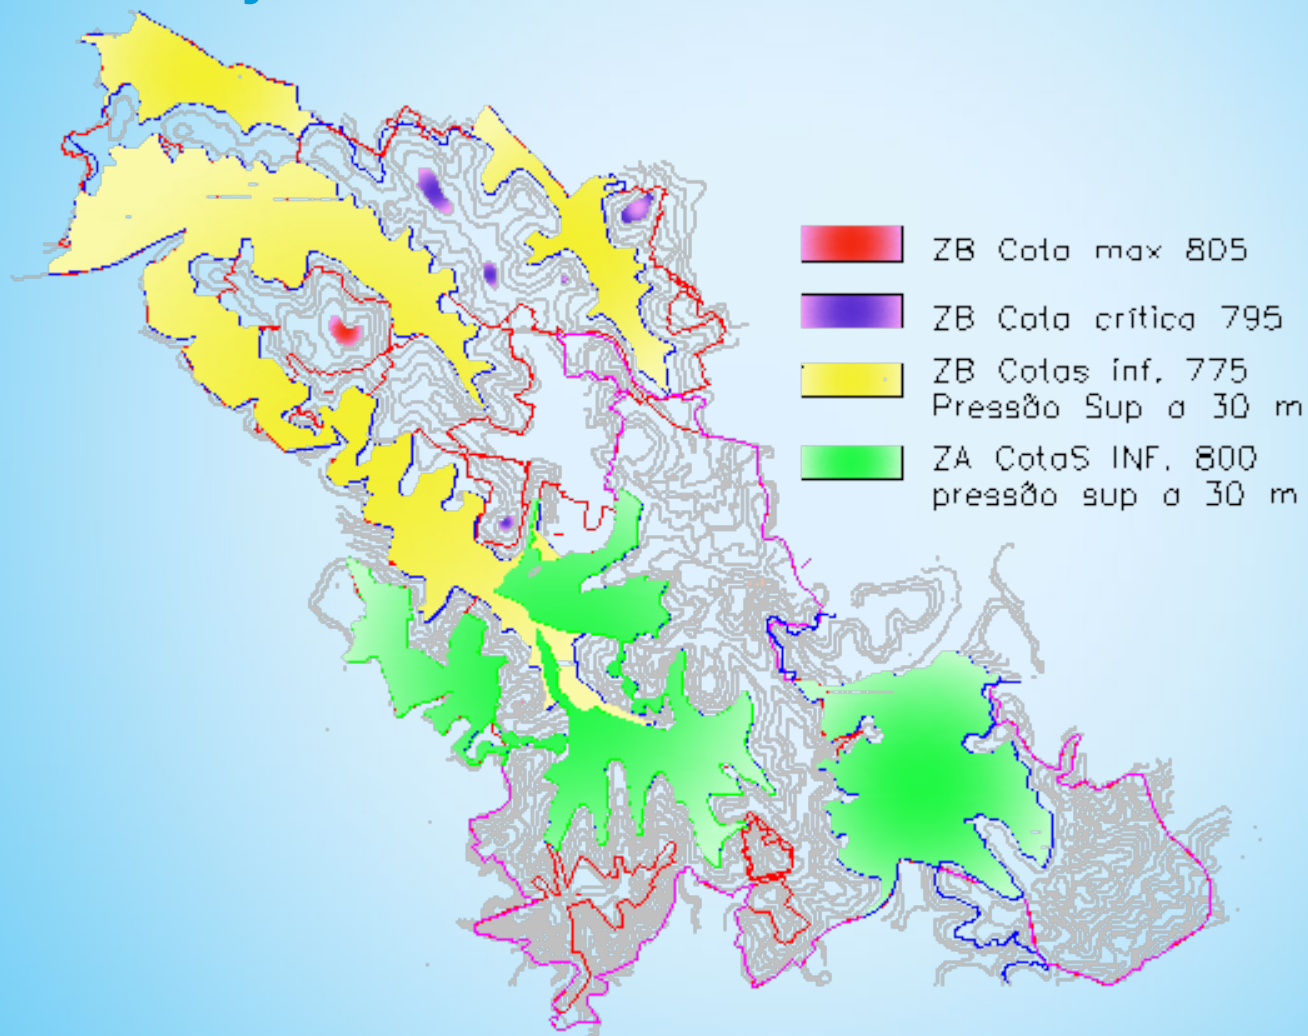 ZB Cota max 805
ZB Cota crítica 795
ZB Cotas inf. 775
Pressão Sup a 30 m
ZA CotaS INF. 800
pressão sup a 30 m